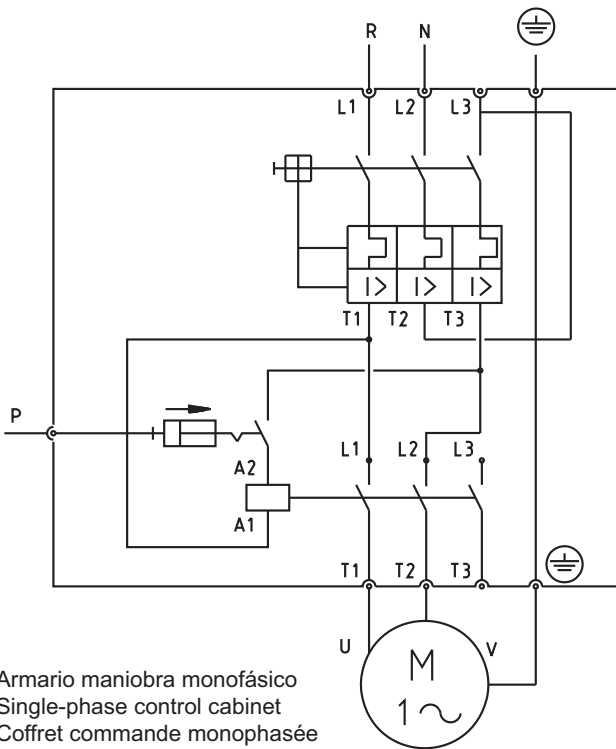 R N
L1 L2 L3
I> I> I>
T1 T2 T3
P
L1 L2 L3
A2
A1
T1 T2 T3
U V
M
1~
Armario maniobra monofásico
Single-phase control cabinet
Coffret commande monophasée